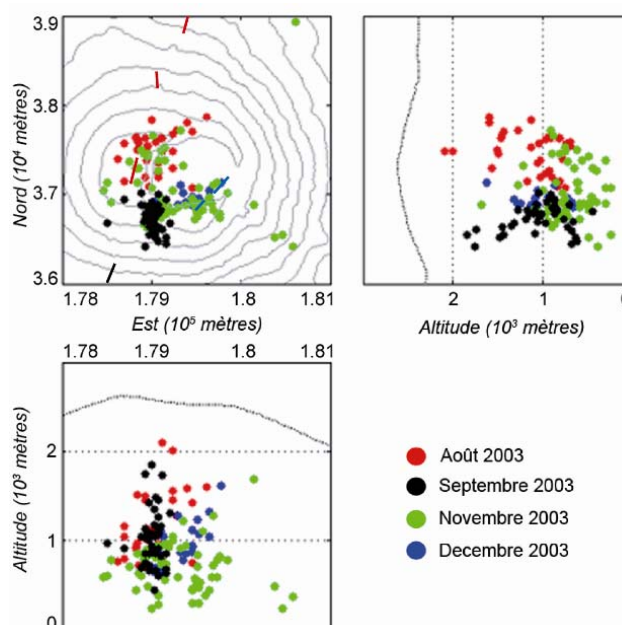 3.9
3.8
3.7
3.6
Nord (10⁴ mètres)
1.78 1.79 1.8 1.81
Est (10⁵ mètres)
2 1 0
Altitude (10³ mètres)
1.78 1.79 1.8 1.81
2
1
0
Altitude (10³ mètres)
Août 2003
Septembre 2003
Novembre 2003
Decembre 2003